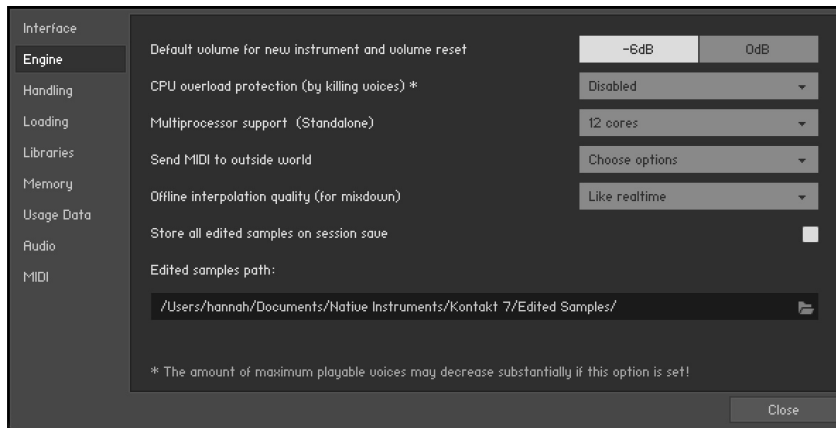 Interface
Engine
Handling
Loading
Libraries
Memory
Usage Data
Audio
MIDI
Default volume for new instrument and volume reset
-6dB
0dB
CPU overload protection (by killing voices) *
Disabled
Multiprocessor support (Standalone)
12 cores
Send MIDI to outside world
Choose options
Offline interpolation quality (for mixdown)
Like realtime
Store all edited samples on session save
Edited samples path:
/Users/hannah/Documents/Native Instruments/Kontakt 7/Edited Samples/
* The amount of maximum playable voices may decrease substantially if this option is set!
Close